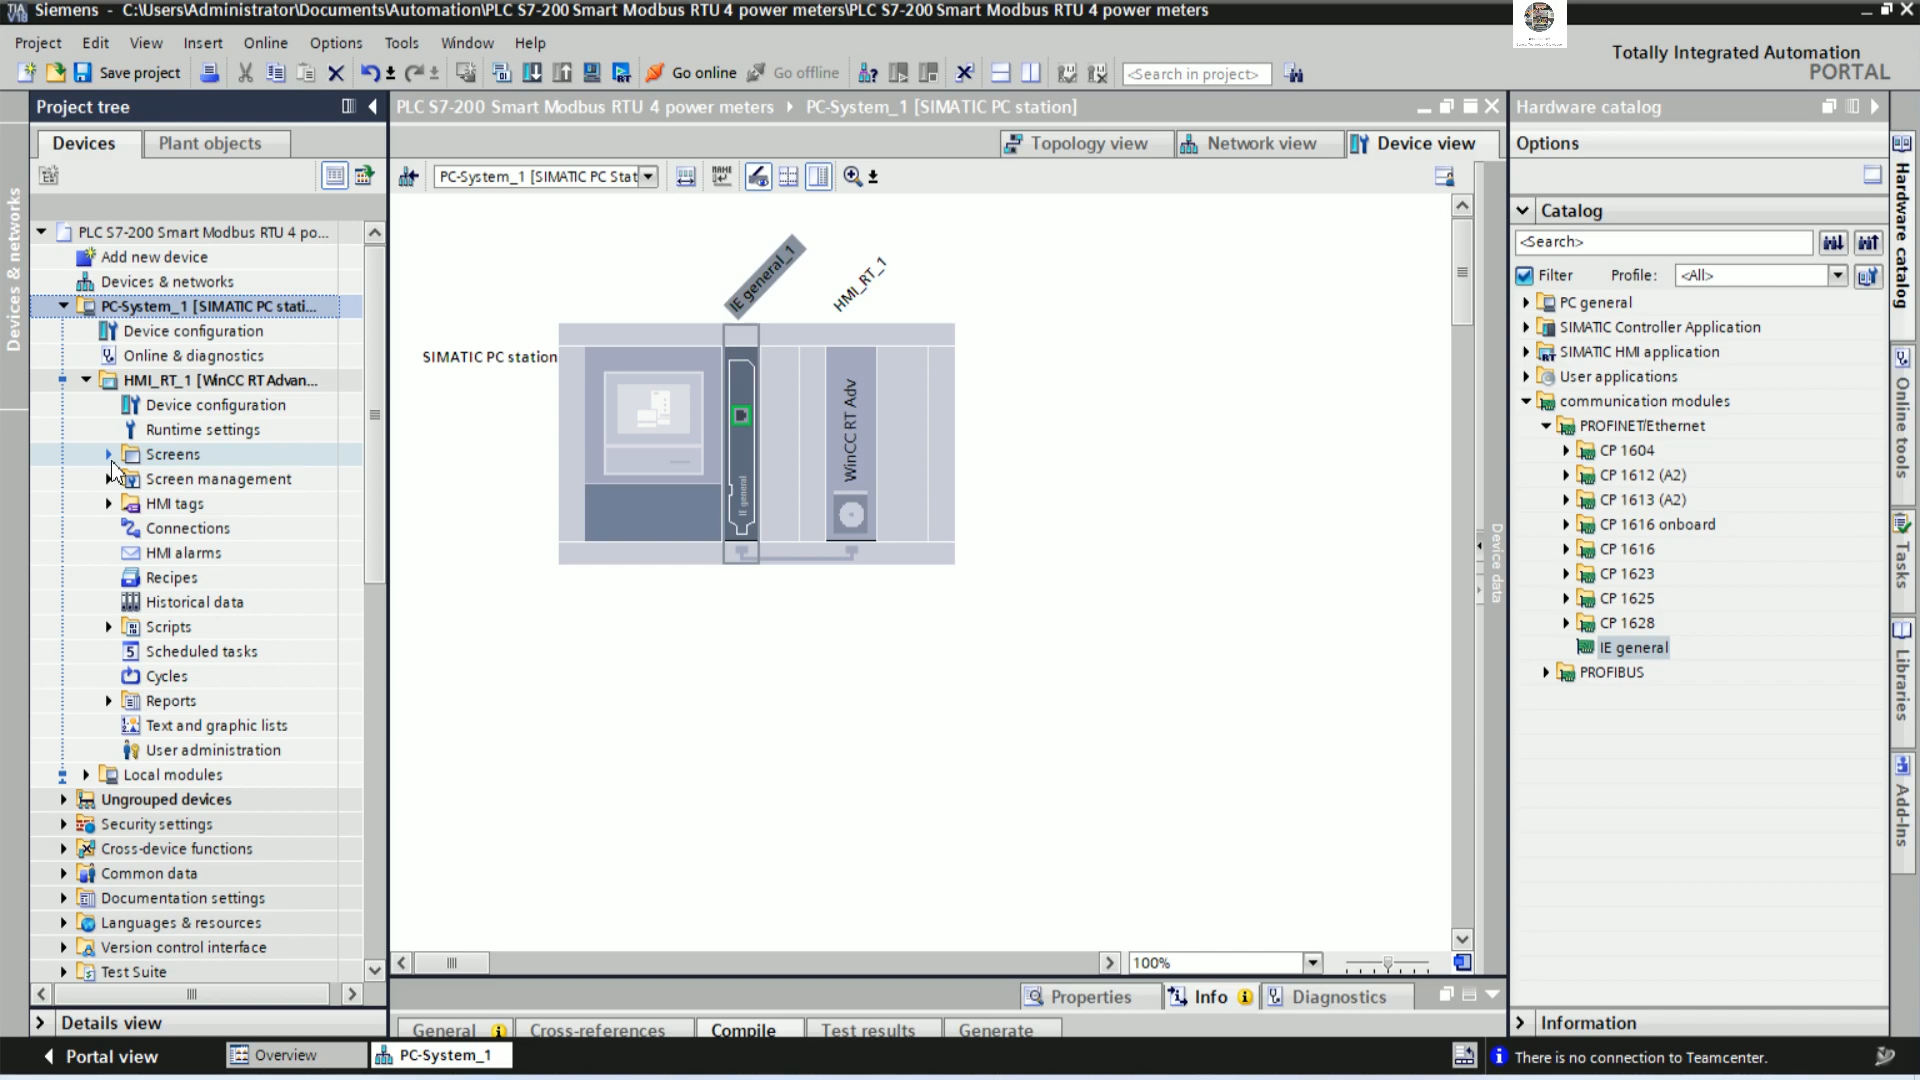 Siemens - C:\Users\Administrator\Documents\Automation\PLC S7-200 Smart Modbus RTU 4 power meters\PLC S7-200 Smart Modbus RTU 4 power meters
Project Edit View Insert Online Options Tools Window Help
Totally Integrated Automation
PORTAL
Save project
Go online
Go offline
<Search in project>
Project tree
PLC S7-200 Smart Modbus RTU 4 power meters
PC-System_1 [SIMATIC PC station]
Hardware catalog
Devices
Plant objects
Topology view
Network view
Device view
Options
PC-System_1 [SIMATIC PC Stat
Devices & networks
PLC S7-200 Smart Modbus RTU 4 po...
Add new device
Devices & networks
PC-System_1 [SIMATIC PC stati...
Device configuration
Online & diagnostics
HMI_RT_1 [WinCC RT Advan...
Device configuration
Runtime settings
Screens
Screen management
HMI tags
Connections
HMI alarms
Recipes
Historical data
Scripts
Scheduled tasks
Cycles
Reports
Text and graphic lists
User administration
Local modules
Ungrouped devices
Security settings
Cross-device functions
Common data
Documentation settings
Languages & resources
Version control interface
Test Suite
Details view
IE general_1
HMI_RT_1
SIMATIC PC station
IE general
WinCC RT Adv
Device data
100%
Properties
Info
Diagnostics
General
Cross-references
Compile
Test results
Generate
Catalog
<Search>
Filter
Profile:
<All>
PC general
SIMATIC Controller Application
SIMATIC HMI application
User applications
communication modules
PROFINET/Ethernet
CP 1604
CP 1612 (A2)
CP 1613 (A2)
CP 1616 onboard
CP 1616
CP 1623
CP 1625
CP 1628
IE general
PROFIBUS
Information
Hardware catalog
Online tools
Tasks
Libraries
Add-Ins
Portal view
Overview
PC-System_1
There is no connection to Teamcenter.